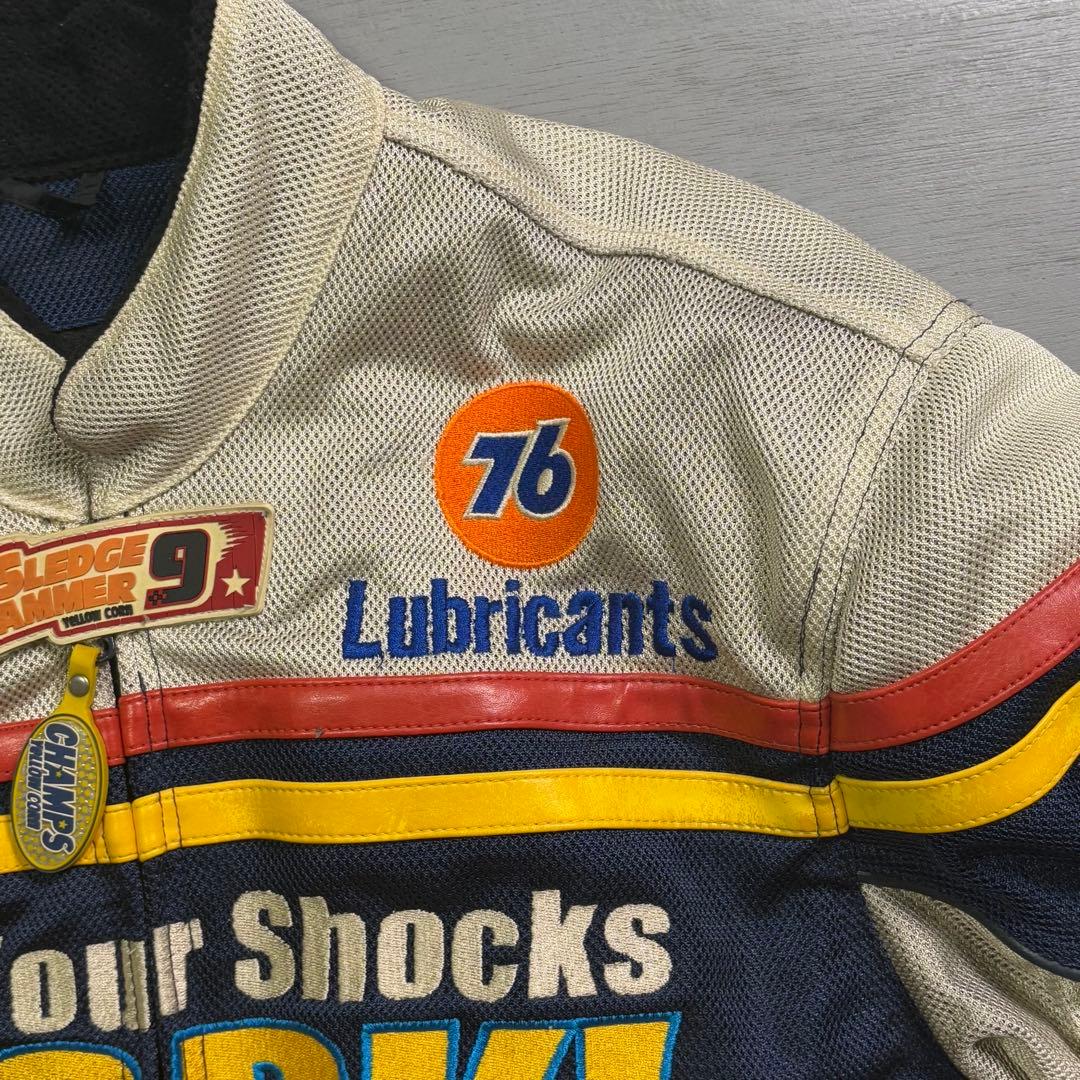 76
Lubricants
SLEDGE
AMMER
9
YELLOW CORN
CHAMPS
YELLOW CORN
our Shocks